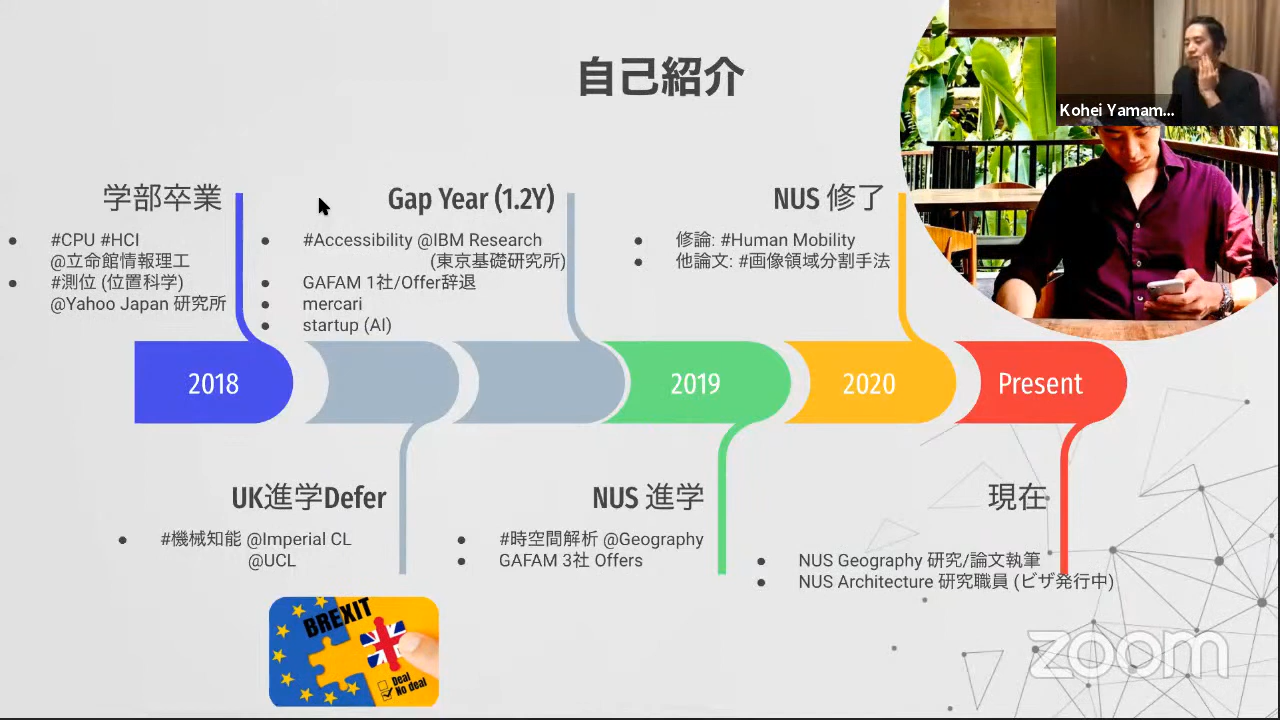 自己紹介
Kohei Yamam...
学部卒業
#CPU #HCI
@立命館情報理工
#測位 (位置科学)
@Yahoo Japan 研究所
Gap Year (1.2Y)
#Accessibility @IBM Research
(東京基礎研究所)
GAFAM 1社/Offer辞退
mercari
startup (AI)
NUS 修了
修論: #Human Mobility
他論文: #画像領域分割手法
2018
2019
2020
Present
UK進学Defer
#機械知能 @Imperial CL
@UCL
BREXIT
Deal
No deal
NUS 進学
#時空間解析 @Geography
GAFAM 3社 Offers
現在
NUS Geography 研究/論文執筆
NUS Architecture 研究職員 (ビザ発行中)
zoom